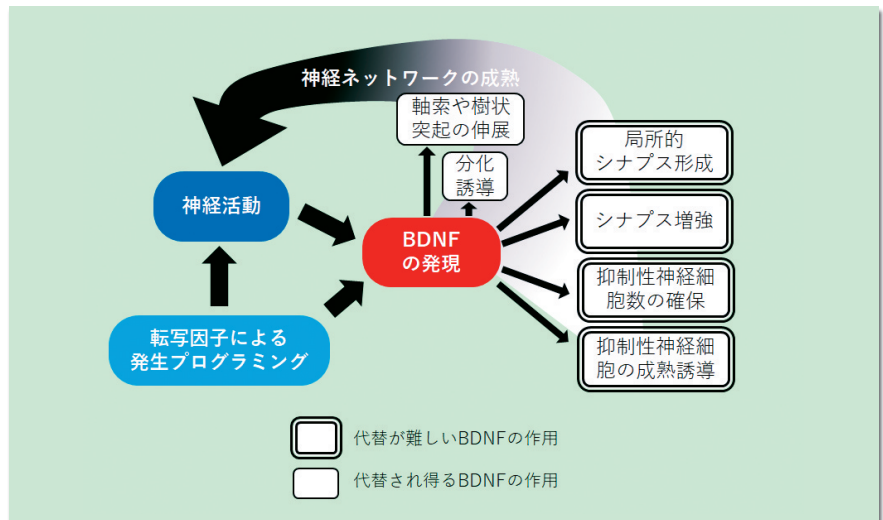 神経ネットワークの成熟
軸索や樹状
突起の伸展
分化
誘導
局所的
シナプス形成
神経活動
シナプス増強
BDNF
の発現
抑制性神経細
胞数の確保
転写因子による
発生プログラミング
抑制性神経細
胞の成熟誘導
代替が難しいBDNFの作用
代替され得るBDNFの作用